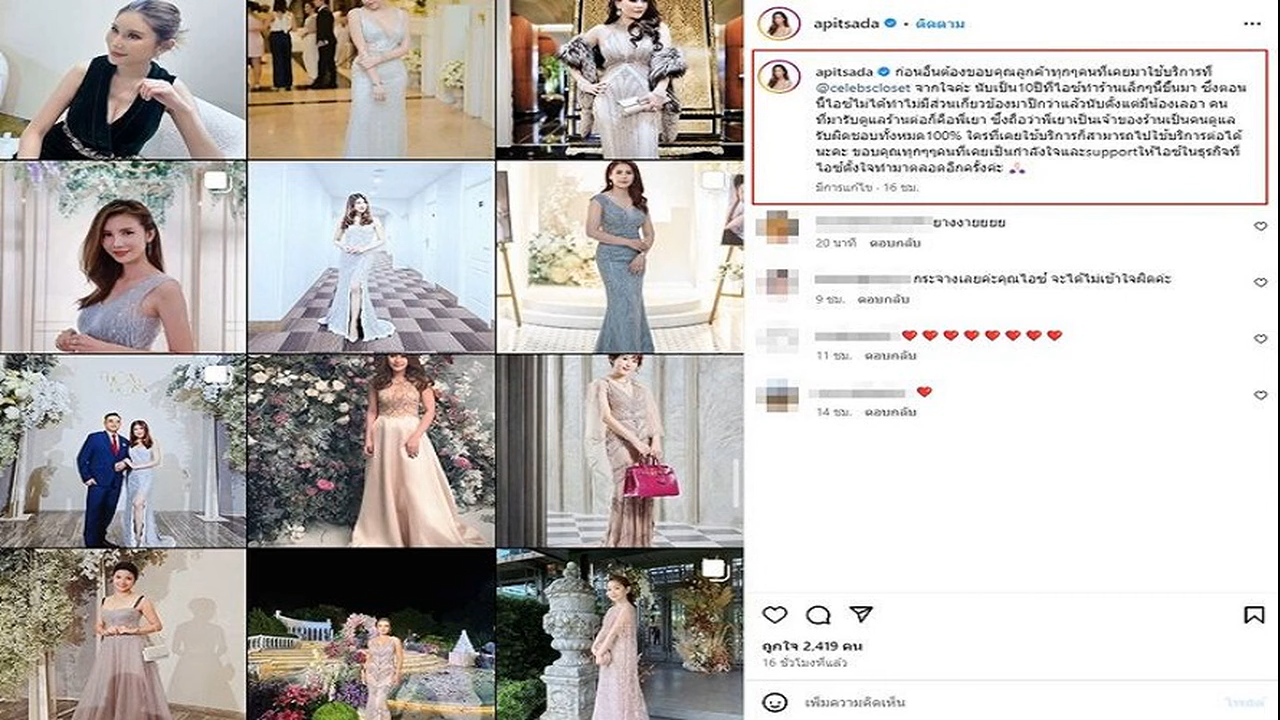 apitsada • ติดตาม
apitsada ก่อนอื่นต้องขอบคุณลูกค้าทุกๆคนที่เคยมาใช้บริการที่
@celebscloset จากใจค่ะ นับเป็น10ปีที่ไอซ์ทำร้านเล็กๆนี้ขึ้นมา ซึ่งตอน
นี้ไอซ์ไม่ได้ทำไม่มีส่วนเกี่ยวข้องมาปีกว่าแล้วนับตั้งแต่มีน้องเลอา คน
ที่มารับดูแลร้านต่อก็คือพี่เยา ซึ่งถือว่าพี่เยาเป็นเจ้าของร้านเป็นคนดูแล
รับผิดชอบทั้งหมด100% ใครที่เคยใช้บริการก็สามารถไปใช้บริการต่อได้
นะคะ ขอบคุณทุกๆๆคนที่เคยเป็นกำลังใจและsupportให้ไอซ์ในธุรกิจที่
ไอซ์ตั้งใจทำมาตลอดอีกครั้งค่ะ 🙏🏻
มีการแก้ไข · 16 ชม.
ยางงายยยย
20 นาที ตอบกลับ
กระจ่างเลยค่ะคุณไอซ์ จะได้ไม่เข้าใจผิดค่ะ
9 ชม. ตอบกลับ
❤️❤️❤️❤️❤️❤️❤️❤️
11 ชม. ตอบกลับ
❤️
14 ชม. ตอบกลับ
ถูกใจ 2,419 คน
16 ชั่วโมงที่แล้ว
เพิ่มความคิดเห็น
โพสต์